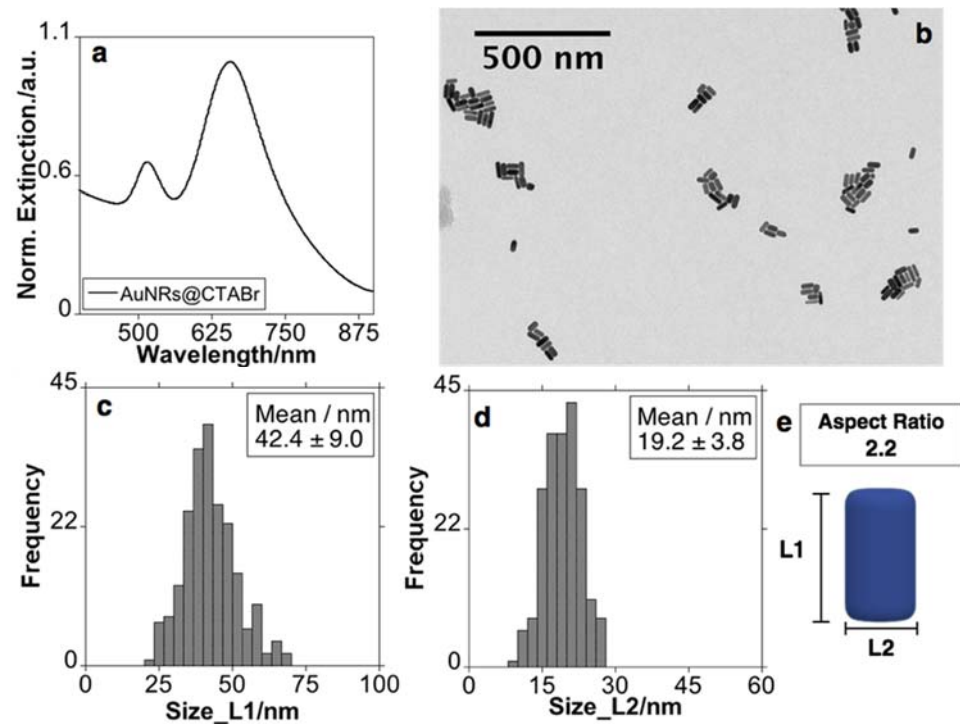 a
1.1
0.6
0
Norm. Extinction./a.u.
AuNRs@CTABr
500 625 750 875
Wavelength/nm
b
500 nm
c
45
22
0
Frequency
Mean / nm
42.4 ± 9.0
0 25 50 75 100
Size_L1/nm
d
45
22
0
Frequency
Mean / nm
19.2 ± 3.8
0 15 30 45 60
Size_L2/nm
e
Aspect Ratio
2.2
L1
L2